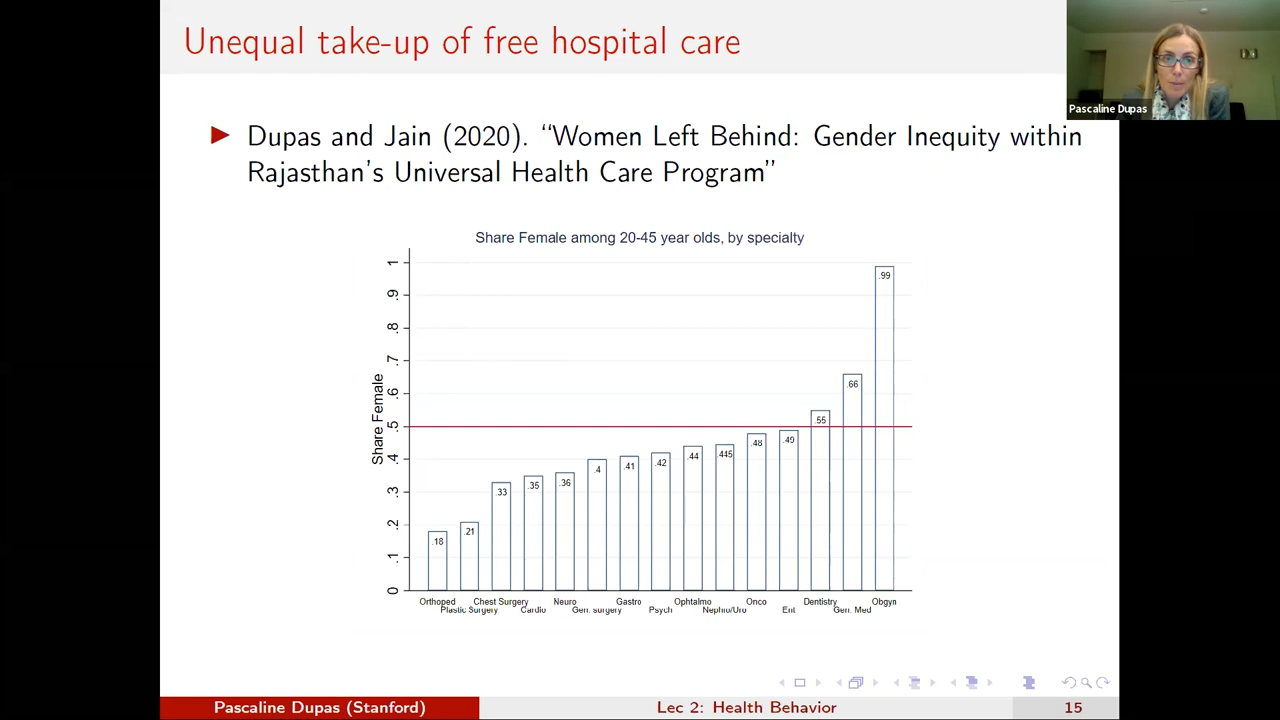 Unequal take-up of free hospital care
Pascaline Dupas
Dupas and Jain (2020). “Women Left Behind: Gender Inequity within
Rajasthan’s Universal Health Care Program”
Share Female among 20-45 year olds, by specialty
Share Female
1
.9
.8
.7
.6
.5
.4
.3
.2
.1
0
.18
.21
.33
.35
.36
.4
.41
.42
.44
.445
.48
.49
.55
.66
.99
Orthoped Chest Surgery Neuro Gastro Ophtalmo Onco Dentistry Obgyn
Plastic Surgery Cardio Gen. surgery Psych Nephro/Uro Ent Gen. Med
Pascaline Dupas (Stanford) Lec 2: Health Behavior 15